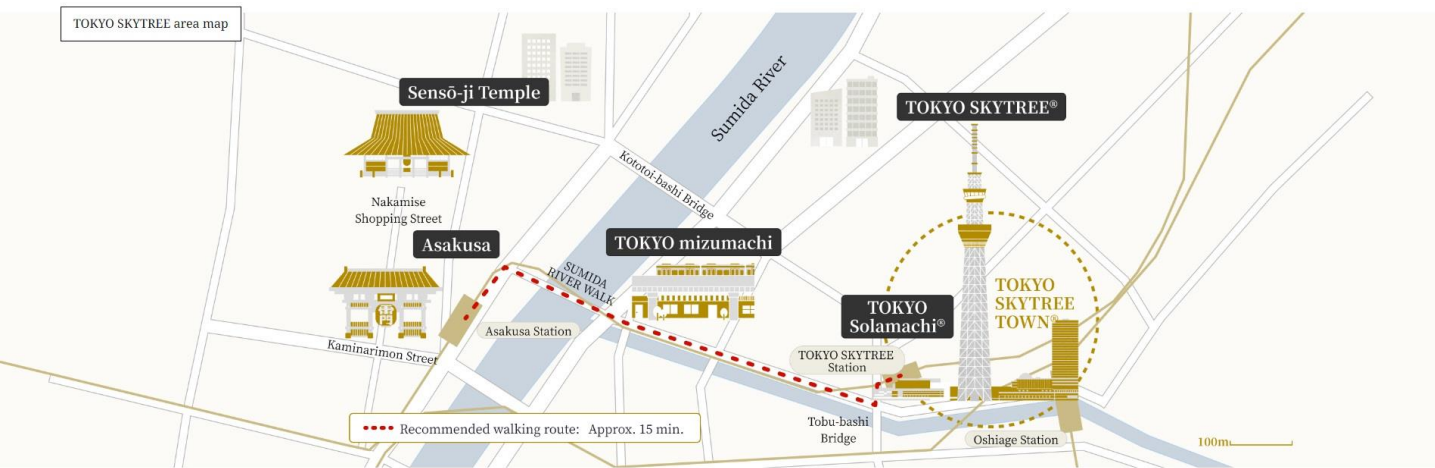 TOKYO SKYTREE area map
Sensō-ji Temple
Sumida River
TOKYO SKYTREE®
Kototoi-bashi Bridge
Nakamise
Shopping Street
Asakusa
TOKYO mizumachi
SUMIDA
RIVER WALK
TOKYO
SKYTREE
TOWN®
TOKYO
Solamachi®
Asakusa Station
Kaminarimon Street
TOKYO SKYTREE
Station
Recommended walking route: Approx. 15 min.
Tobu-bashi
Bridge
Oshiage Station
100m